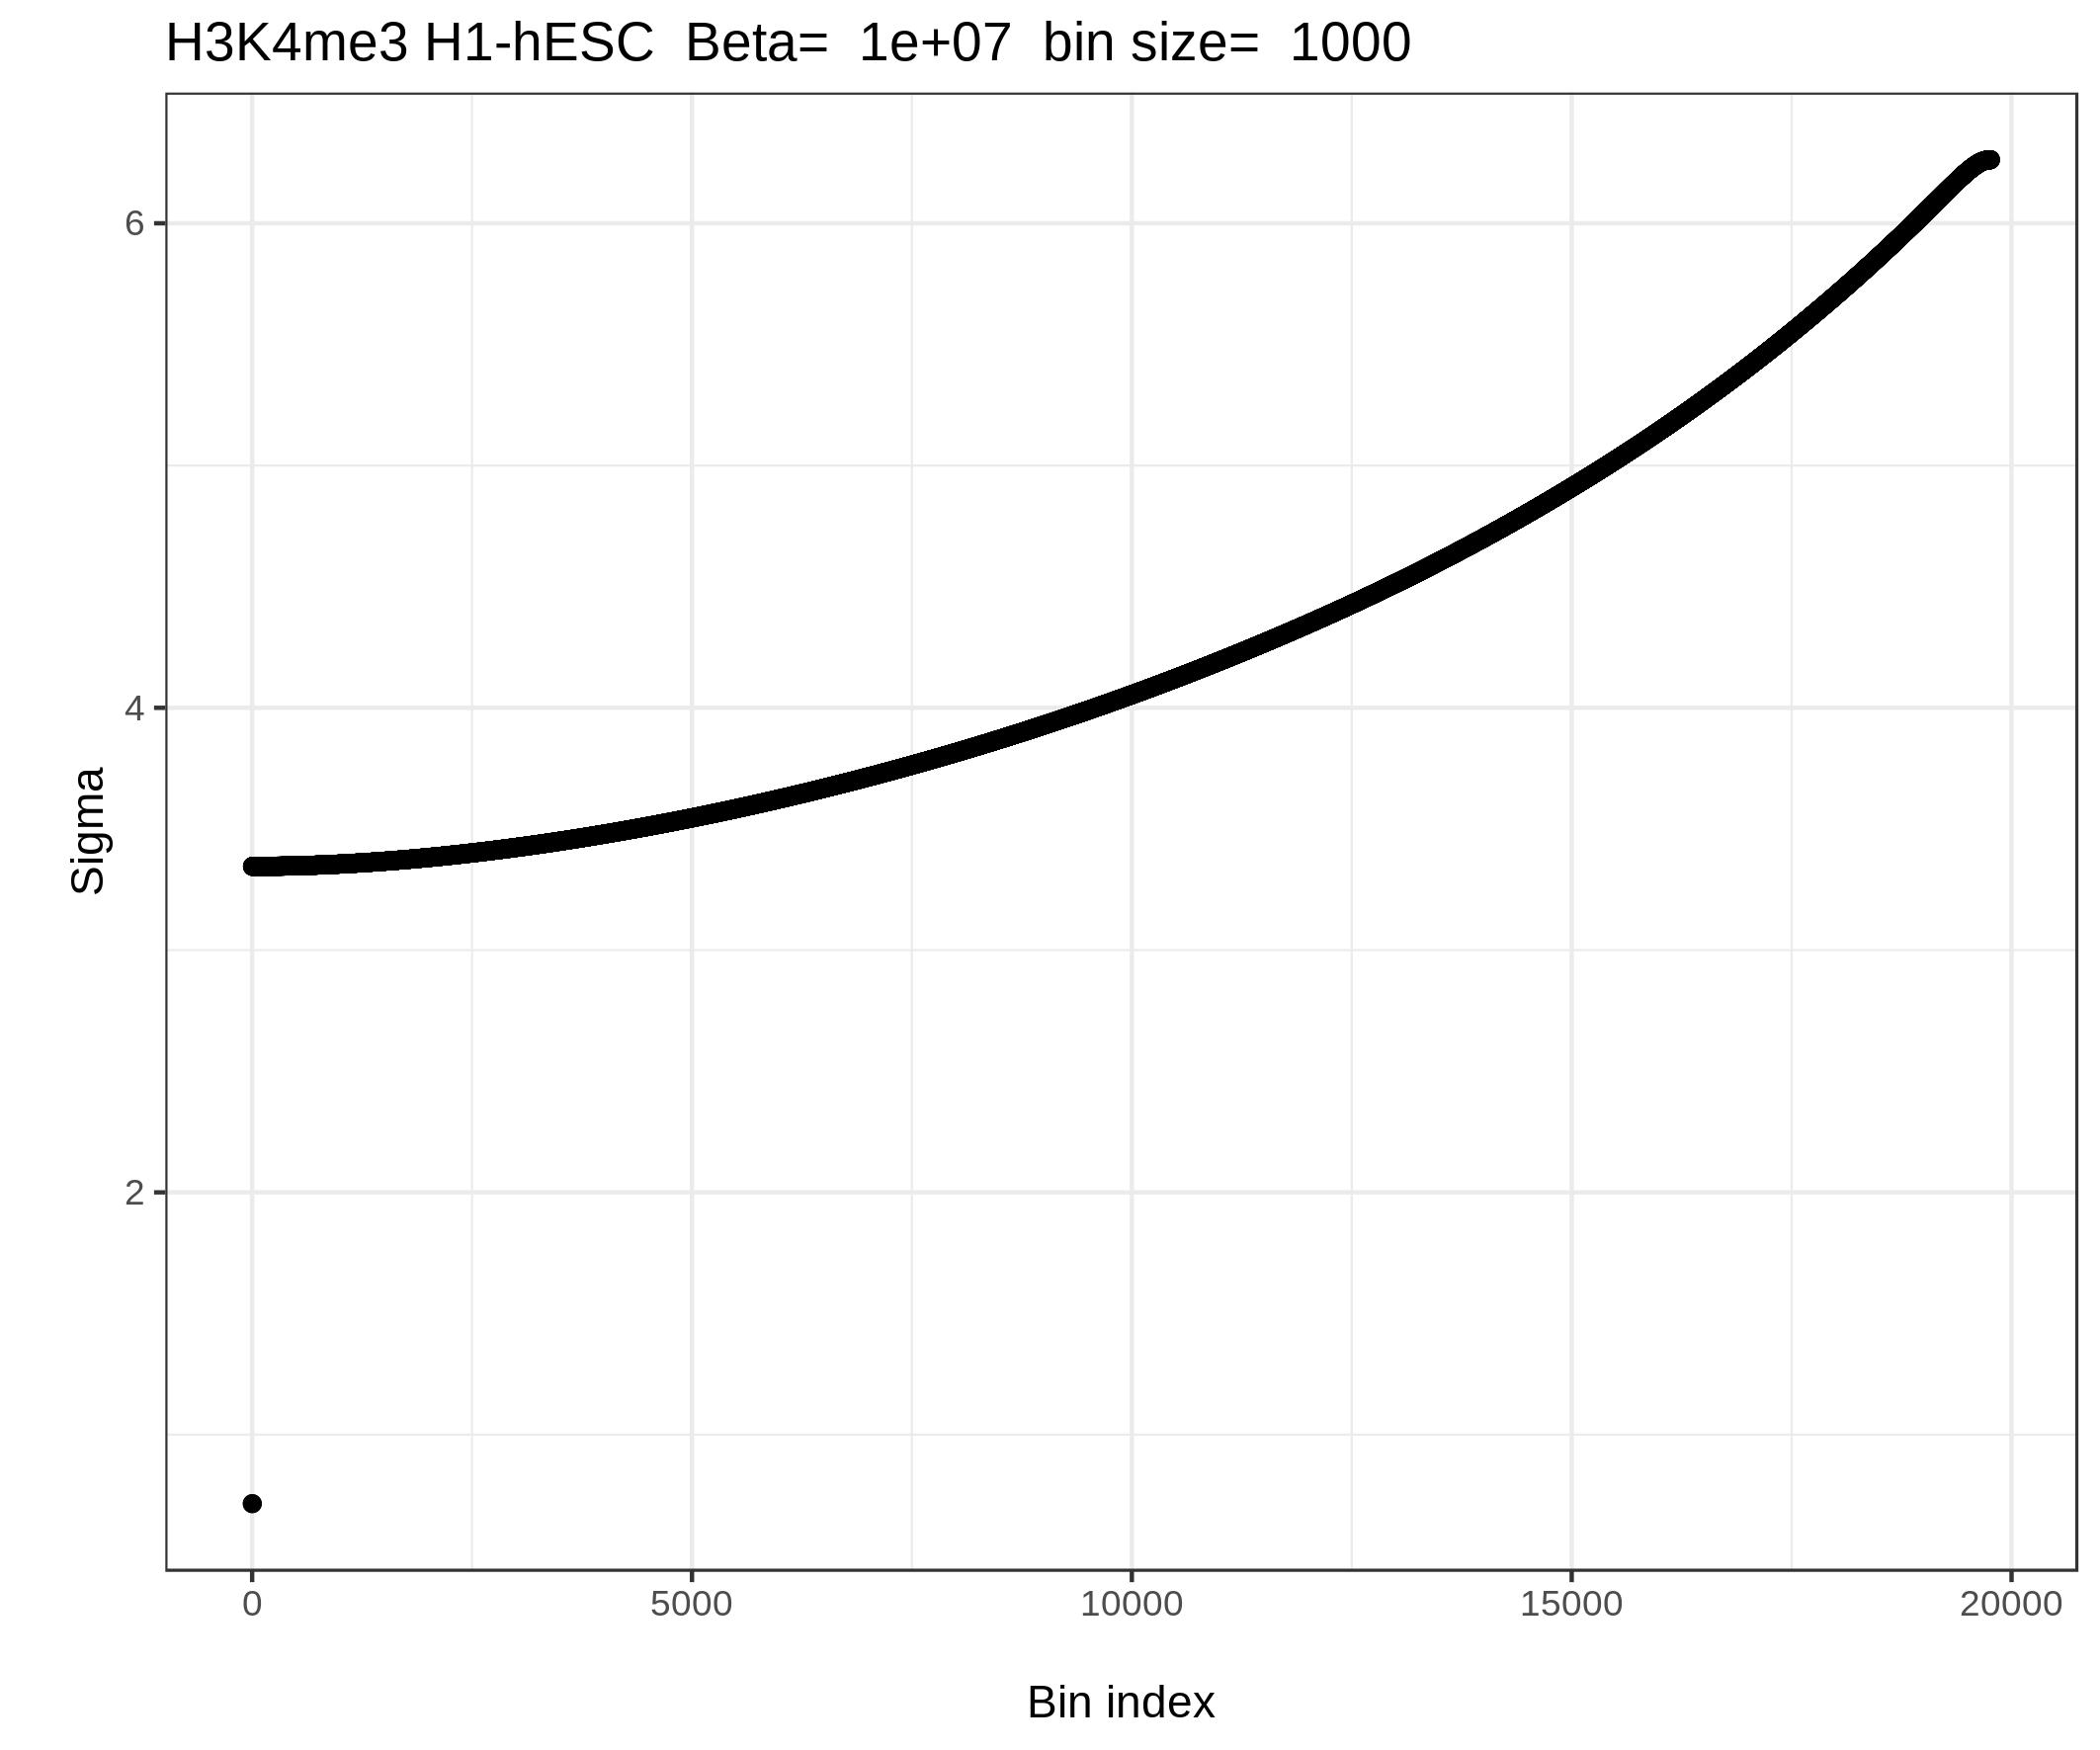 H3K4me3 H1-hESC  Beta=  1e+07  bin size=  1000
6
4
2
Sigma
0 5000 10000 15000 20000
Bin index